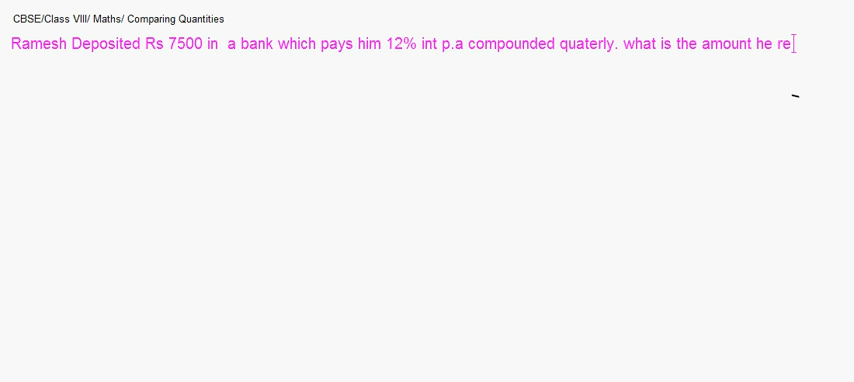 CBSE/Class VIII/ Maths/ Comparing Quantities
Ramesh Deposited Rs 7500 in  a bank which pays him 12% int p.a compounded quaterly. what is the amount he re